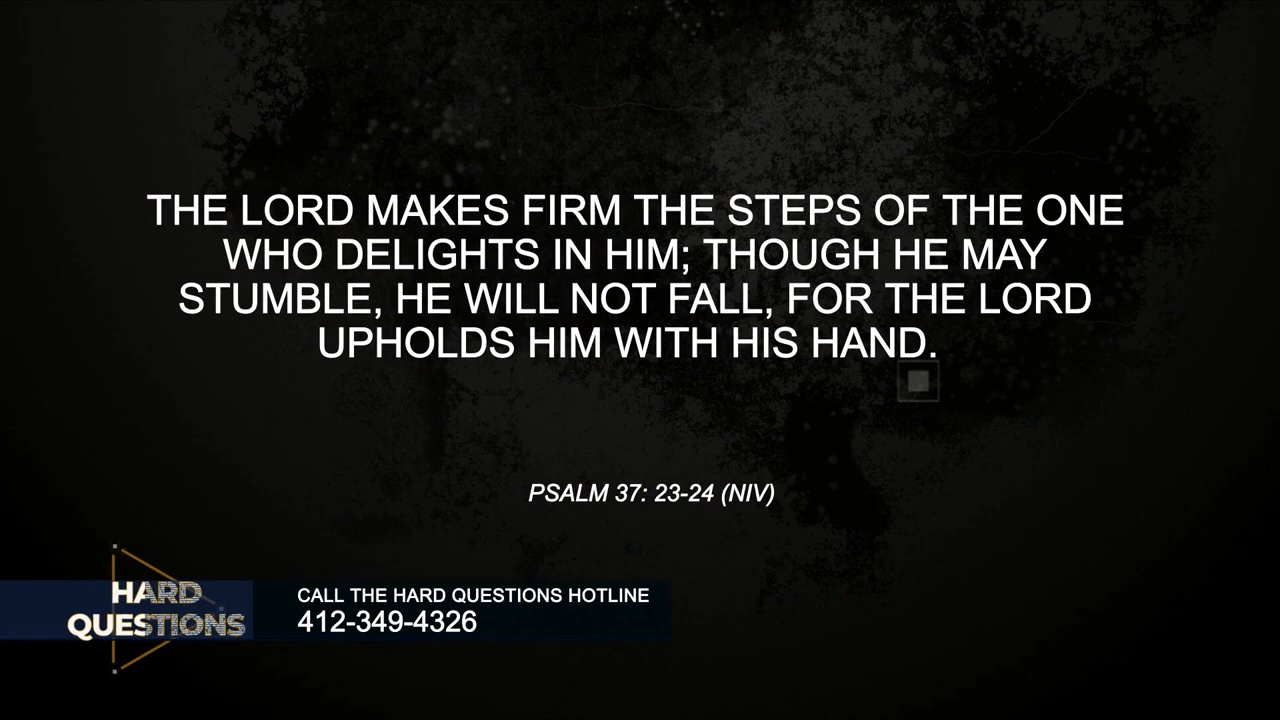 THE LORD MAKES FIRM THE STEPS OF THE ONE
WHO DELIGHTS IN HIM; THOUGH HE MAY
STUMBLE, HE WILL NOT FALL, FOR THE LORD
UPHOLDS HIM WITH HIS HAND.
PSALM 37: 23-24 (NIV)
HARD
QUESTIONS
CALL THE HARD QUESTIONS HOTLINE
412-349-4326